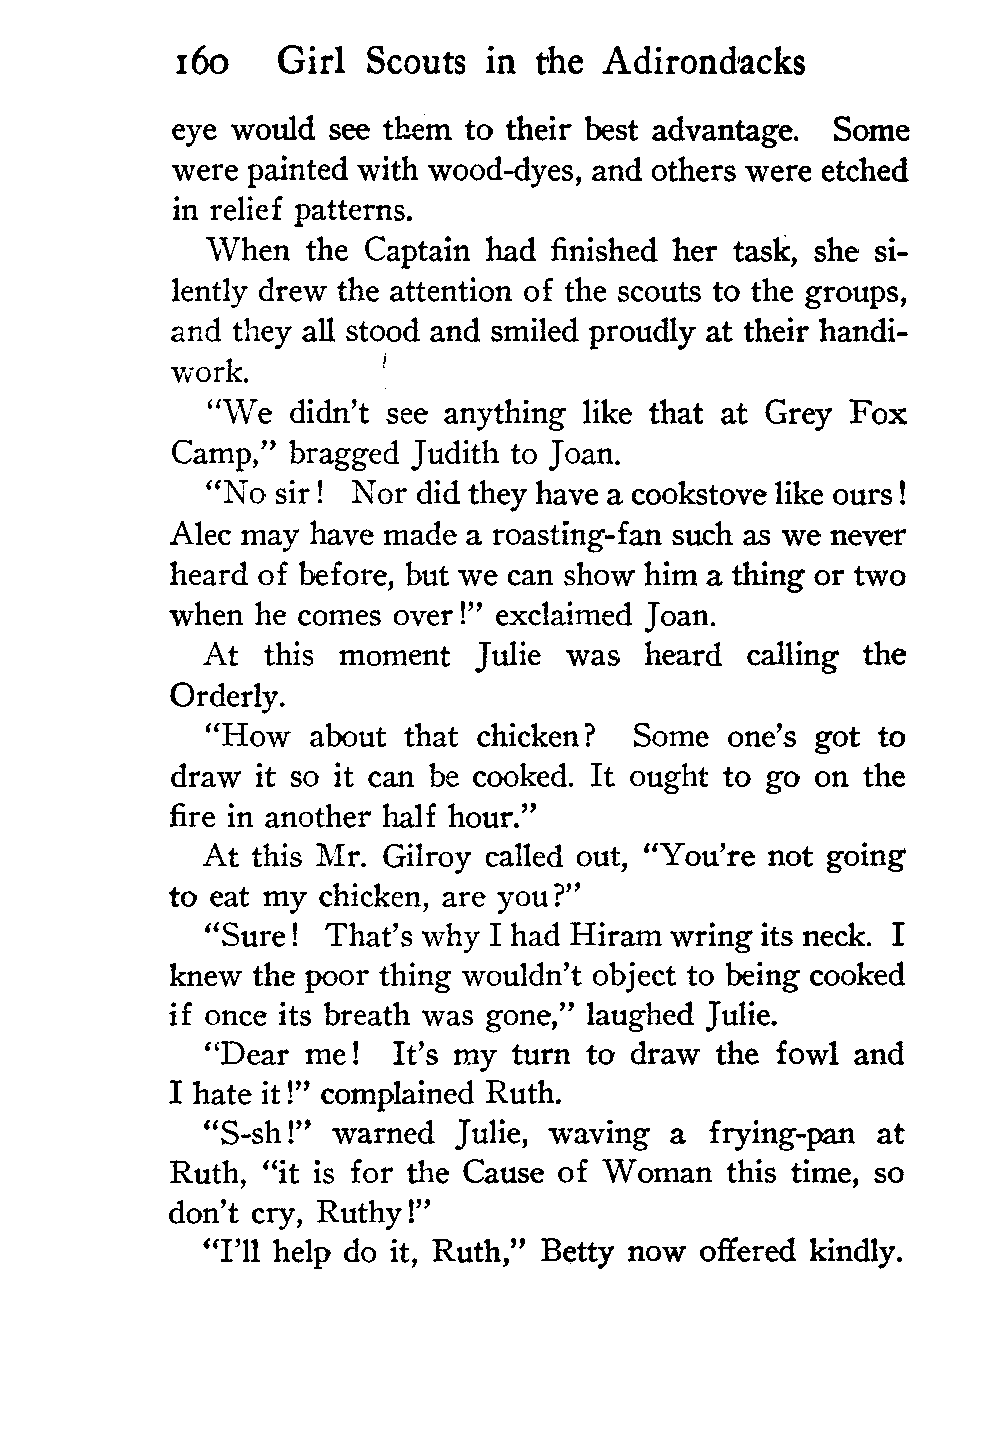 160 Girl Scouts in the Adirondacks
eye would see them to their best advantage. Some
were painted with wood-dyes, and others were etched
in relief patterns.
When the Captain had finished her task, she si-
lently drew the attention of the scouts to the groups,
and they all stood and smiled proudly at their handi-
work.
“We didn’t see anything like that at Grey Fox
Camp,” bragged Judith to Joan.
“No sir! Nor did they have a cookstove like ours!
Alec may have made a roasting-fan such as we never
heard of before, but we can show him a thing or two
when he comes over!” exclaimed Joan.
At this moment Julie was heard calling the
Orderly.
“How about that chicken? Some one’s got to
draw it so it can be cooked. It ought to go on the
fire in another half hour.”
At this Mr. Gilroy called out, “You’re not going
to eat my chicken, are you?”
“Sure! That’s why I had Hiram wring its neck. I
knew the poor thing wouldn’t object to being cooked
if once its breath was gone,” laughed Julie.
“Dear me! It’s my turn to draw the fowl and
I hate it!” complained Ruth.
“S-sh!” warned Julie, waving a frying-pan at
Ruth, “it is for the Cause of Woman this time, so
don’t cry, Ruthy!”
“I’ll help do it, Ruth,” Betty now offered kindly.